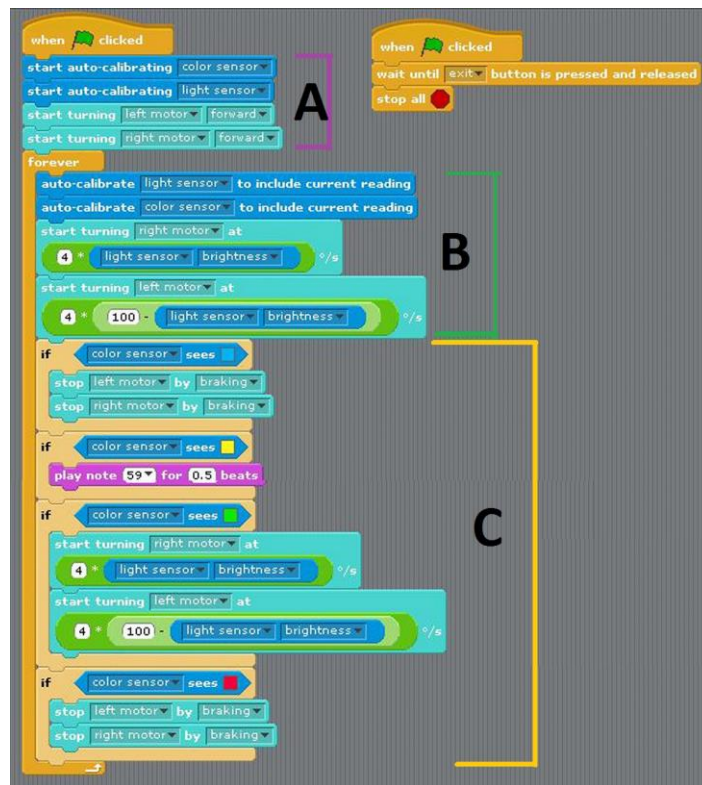 when clicked
start auto-calibrating color sensor
start auto-calibrating light sensor
start turning left motor forward
start turning right motor forward
A
forever
auto-calibrate light sensor to include current reading
auto-calibrate color sensor to include current reading
start turning right motor at
4 * light sensor brightness °/s
start turning left motor at
4 * 100 - light sensor brightness °/s
B
if color sensor sees
stop left motor by braking
stop right motor by braking
if color sensor sees
play note 59 for 0.5 beats
if color sensor sees
start turning right motor at
4 * light sensor brightness °/s
start turning left motor at
4 * 100 - light sensor brightness °/s
if color sensor sees
stop left motor by braking
stop right motor by braking
C
when clicked
wait until exit button is pressed and released
stop all